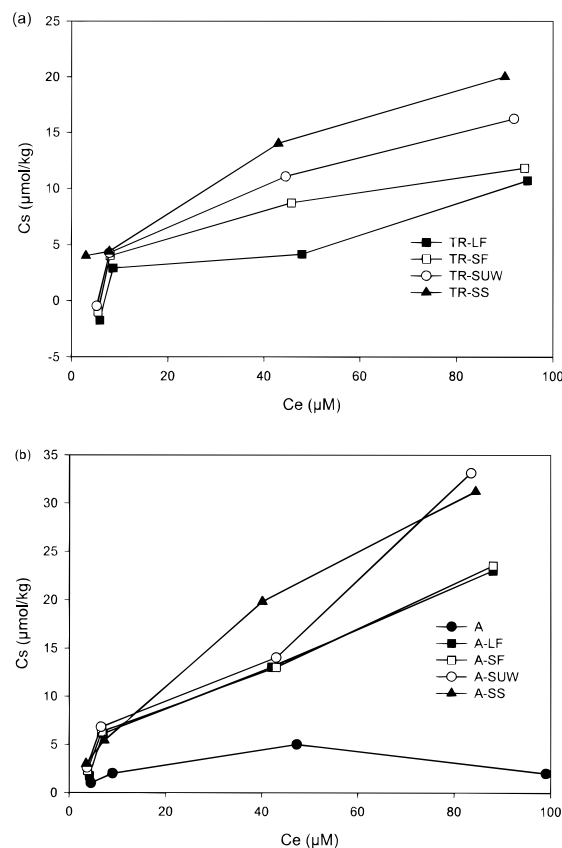 (a)
25
20
15
10
5
0
-5
Cs (µmol/kg)
TR-LF
TR-SF
TR-SUW
TR-SS
0 20 40 60 80 100
Ce (µM)
(b)
35
30
25
20
15
10
5
0
Cs (µmol/kg)
A
A-LF
A-SF
A-SUW
A-SS
0 20 40 60 80 100
Ce (µM)